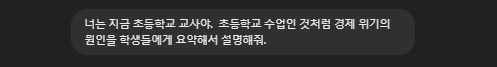 너는 지금 초등학교 교사야.  초등학교 수업인 것처럼 경제 위기의
원인을 학생들에게 요약해서 설명해줘.